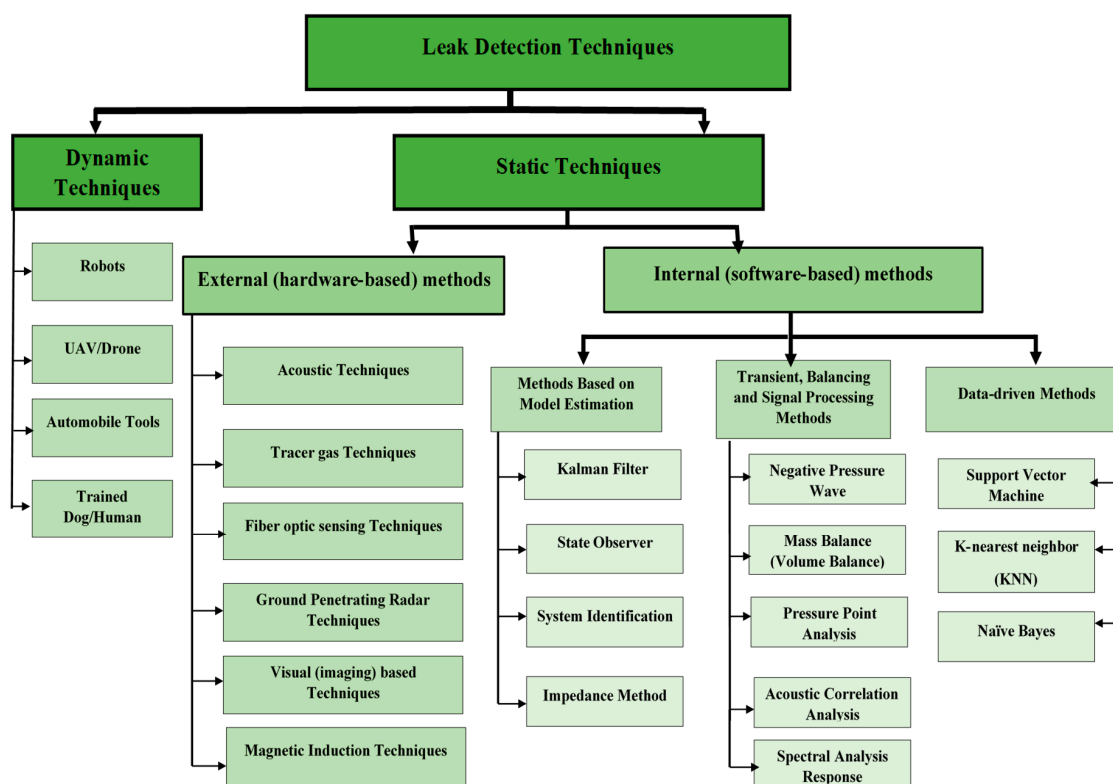 Leak Detection Techniques
Dynamic
Techniques
Static Techniques
Robots
UAV/Drone
Automobile Tools
Trained
Dog/Human
External (hardware-based) methods
Acoustic Techniques
Tracer gas Techniques
Fiber optic sensing Techniques
Ground Penetrating Radar
Techniques
Visual (imaging) based
Techniques
Magnetic Induction Techniques
Internal (software-based) methods
Methods Based on
Model Estimation
Kalman Filter
State Observer
System Identification
Impedance Method
Transient, Balancing
and Signal Processing
Methods
Negative Pressure
Wave
Mass Balance
(Volume Balance)
Pressure Point
Analysis
Acoustic Correlation
Analysis
Spectral Analysis
Response
Data-driven Methods
Support Vector
Machine
K-nearest neighbor
(KNN)
Naïve Bayes